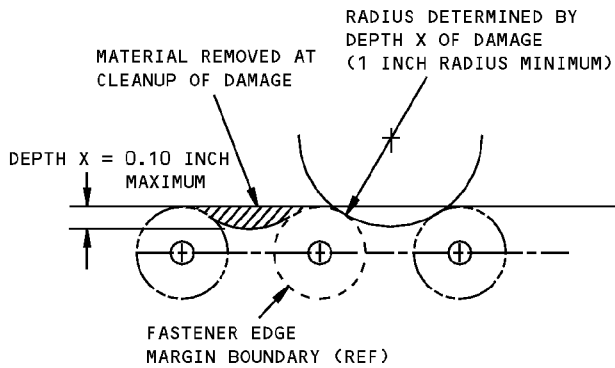 RADIUS DETERMINED BY
DEPTH X OF DAMAGE
(1 INCH RADIUS MINIMUM)
MATERIAL REMOVED AT
CLEANUP OF DAMAGE
DEPTH X = 0.10 INCH
MAXIMUM
FASTENER EDGE
MARGIN BOUNDARY (REF)